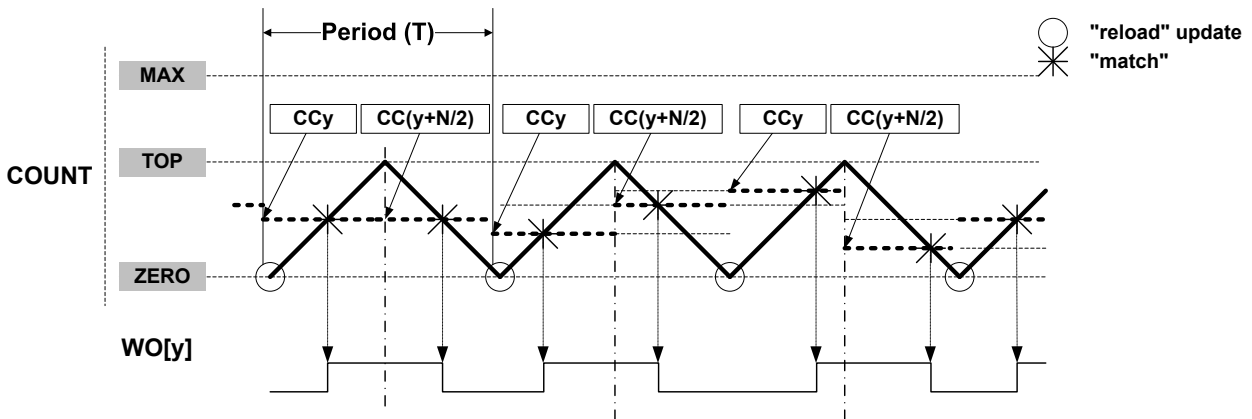 Period (T)
"reload" update
"match"
MAX
CCy
CC(y+N/2)
CCy
CC(y+N/2)
CCy
CC(y+N/2)
TOP
COUNT
ZERO
WO[y]